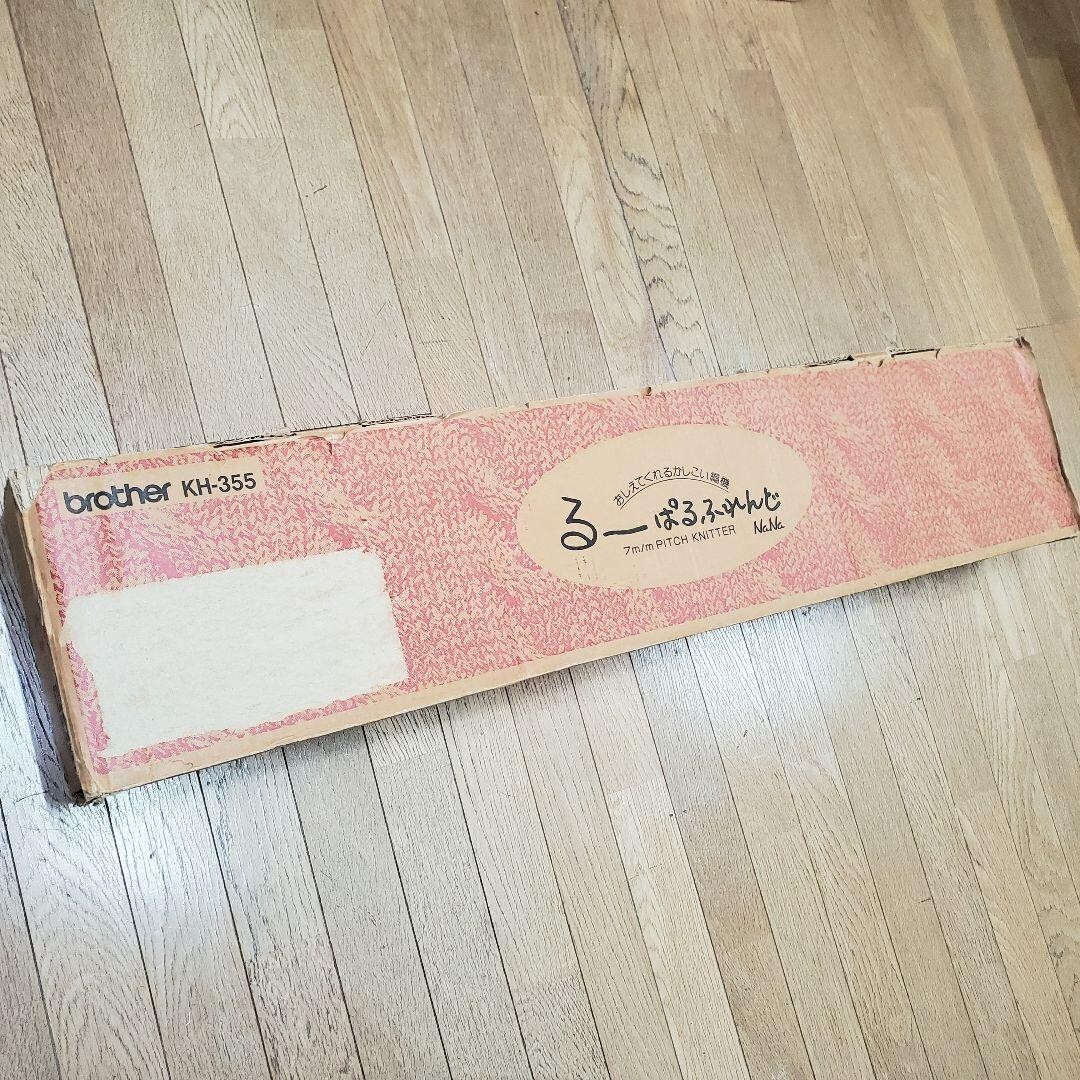 brother KH-355
おしえてくれるかしこい編機
るーぱるふれんど
7m/m PITCH KNITTER NaNa